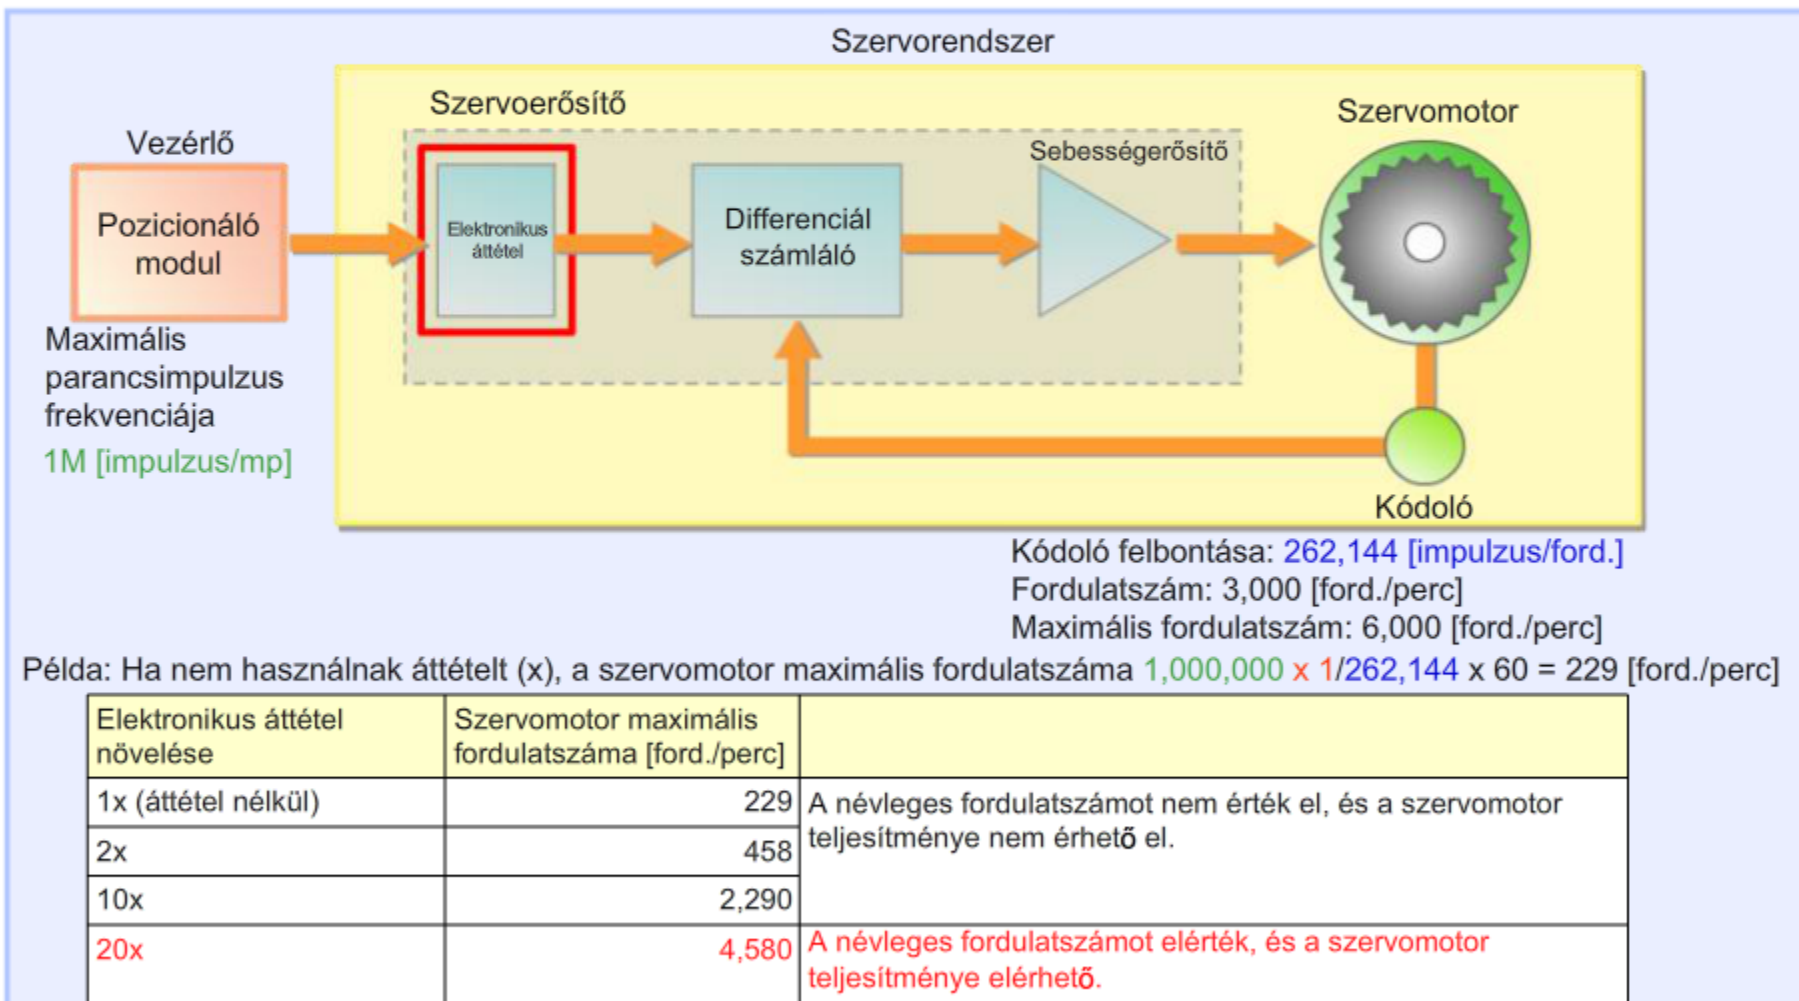 Szervorendszer
Szervoerősítő
Szervomotor
Vezérlő
Sebességerősítő
Pozicionáló
modul
Elektronikus
áttétel
Differenciál
számláló
Maximális
parancsimpulzus
frekvenciája
1M [impulzus/mp]
Kódoló
Kódoló felbontása: 262,144 [impulzus/ford.]
Fordulatszám: 3,000 [ford./perc]
Maximális fordulatszám: 6,000 [ford./perc]
Példa: Ha nem használnak áttételt (x), a szervomotor maximális fordulatszáma 1,000,000 x 1/262,144 x 60 = 229 [ford./perc]
Elektronikus áttétel
növelése
Szervomotor maximális
fordulatszáma [ford./perc]
1x (áttétel nélkül)
229
A névleges fordulatszámot nem érték el, és a szervomotor
teljesítménye nem érhető el.
2x
458
10x
2,290
20x
4,580
A névleges fordulatszámot elérték, és a szervomotor
teljesítménye elérhető.